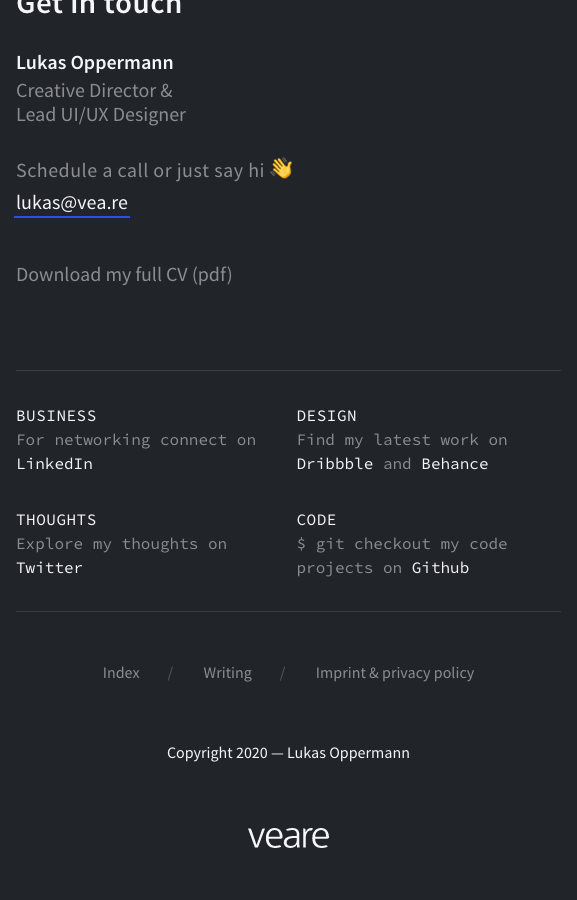 Get in touch
Lukas Oppermann
Creative Director &
Lead UI/UX Designer
Schedule a call or just say hi 👋
lukas@vea.re
Download my full CV (pdf)
BUSINESS
For networking connect on
LinkedIn
DESIGN
Find my latest work on
Dribbble and Behance
THOUGHTS
Explore my thoughts on
Twitter
CODE
$ git checkout my code
projects on Github
Index / Writing / Imprint & privacy policy
Copyright 2020 — Lukas Oppermann
veare